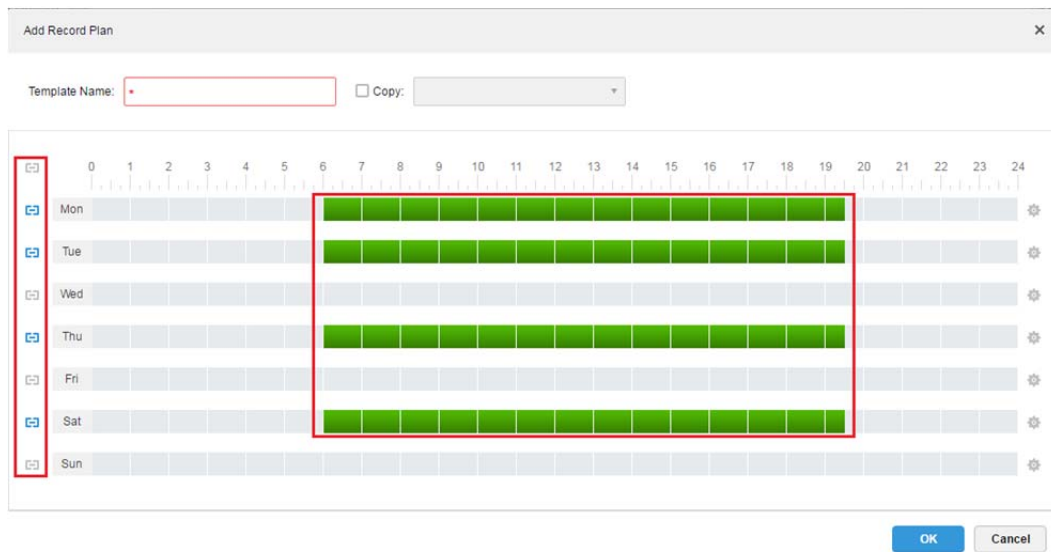 Add Record Plan
Template Name: * Copy:
0 1 2 3 4 5 6 7 8 9 10 11 12 13 14 15 16 17 18 19 20 21 22 23 24
Mon
Tue
Wed
Thu
Fri
Sat
Sun
OK Cancel